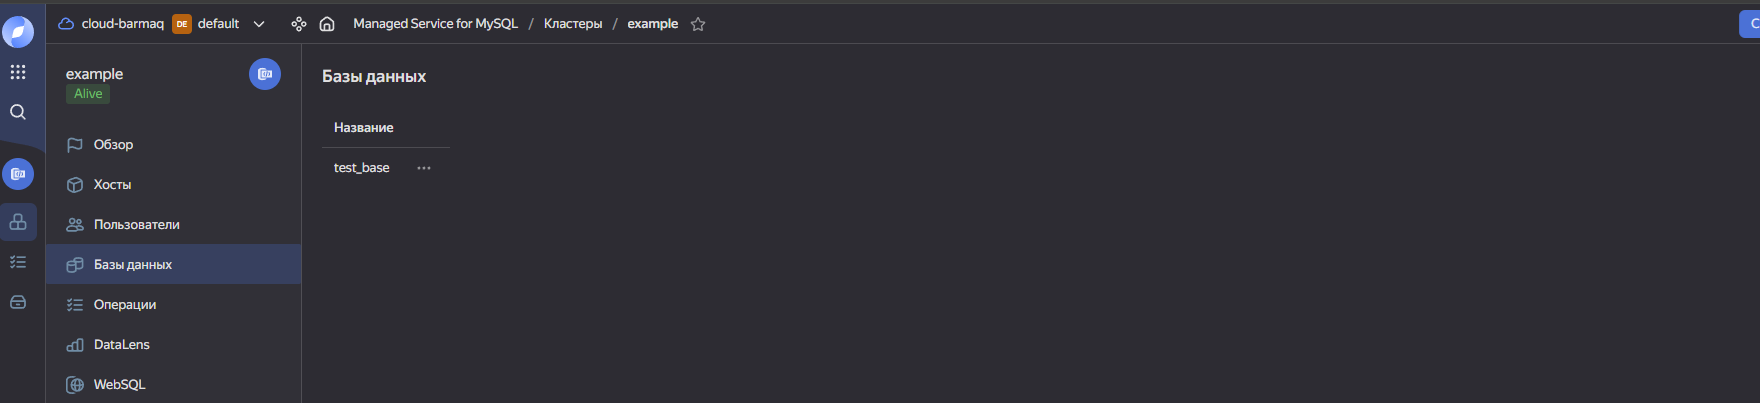 cloud-barmaq DE default Managed Service for MySQL / Кластеры / example
example
Alive
Обзор
Хосты
Пользователи
Базы данных
Операции
DataLens
WebSQL
Базы данных
Название
test_base ···